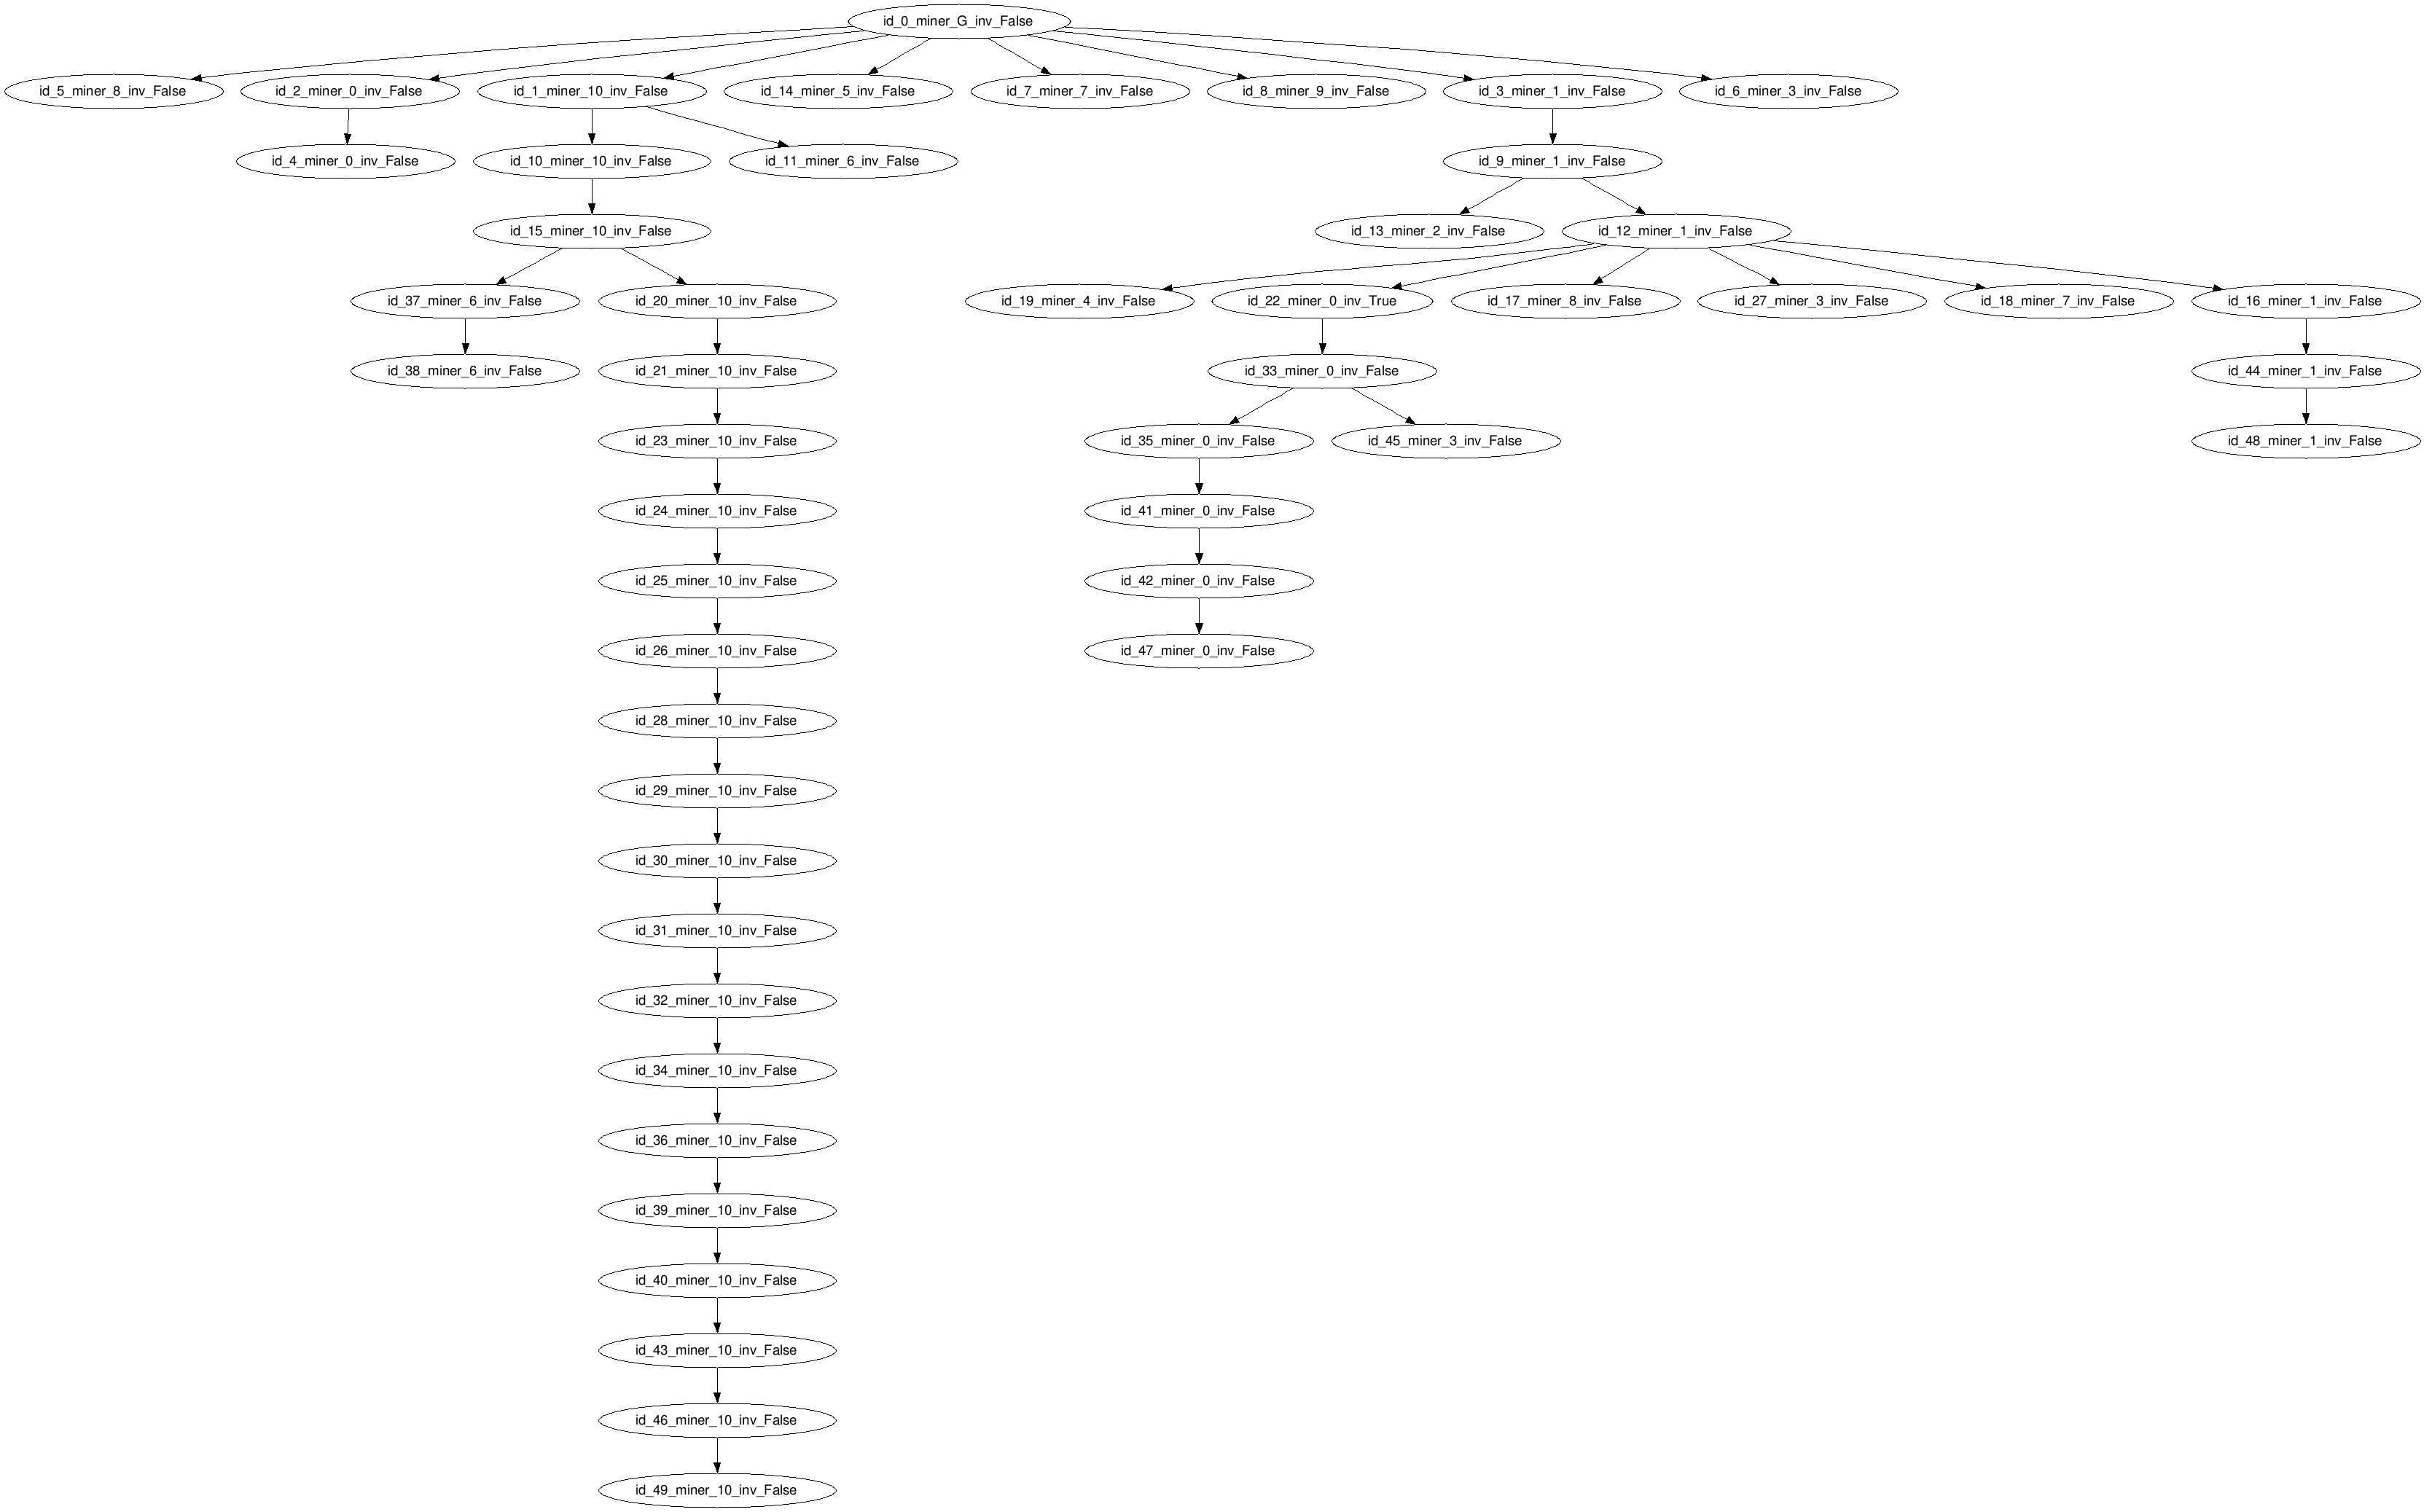 id_0_miner_G_inv_False
id_5_miner_8_inv_False
id_2_miner_0_inv_False
id_1_miner_10_inv_False
id_14_miner_5_inv_False
id_7_miner_7_inv_False
id_8_miner_9_inv_False
id_3_miner_1_inv_False
id_6_miner_3_inv_False
id_4_miner_0_inv_False
id_10_miner_10_inv_False
id_11_miner_6_inv_False
id_9_miner_1_inv_False
id_15_miner_10_inv_False
id_13_miner_2_inv_False
id_12_miner_1_inv_False
id_37_miner_6_inv_False
id_20_miner_10_inv_False
id_19_miner_4_inv_False
id_22_miner_0_inv_True
id_17_miner_8_inv_False
id_27_miner_3_inv_False
id_18_miner_7_inv_False
id_16_miner_1_inv_False
id_38_miner_6_inv_False
id_21_miner_10_inv_False
id_33_miner_0_inv_False
id_44_miner_1_inv_False
id_23_miner_10_inv_False
id_35_miner_0_inv_False
id_45_miner_3_inv_False
id_48_miner_1_inv_False
id_24_miner_10_inv_False
id_41_miner_0_inv_False
id_25_miner_10_inv_False
id_42_miner_0_inv_False
id_26_miner_10_inv_False
id_47_miner_0_inv_False
id_28_miner_10_inv_False
id_29_miner_10_inv_False
id_30_miner_10_inv_False
id_31_miner_10_inv_False
id_32_miner_10_inv_False
id_34_miner_10_inv_False
id_36_miner_10_inv_False
id_39_miner_10_inv_False
id_40_miner_10_inv_False
id_43_miner_10_inv_False
id_46_miner_10_inv_False
id_49_miner_10_inv_False